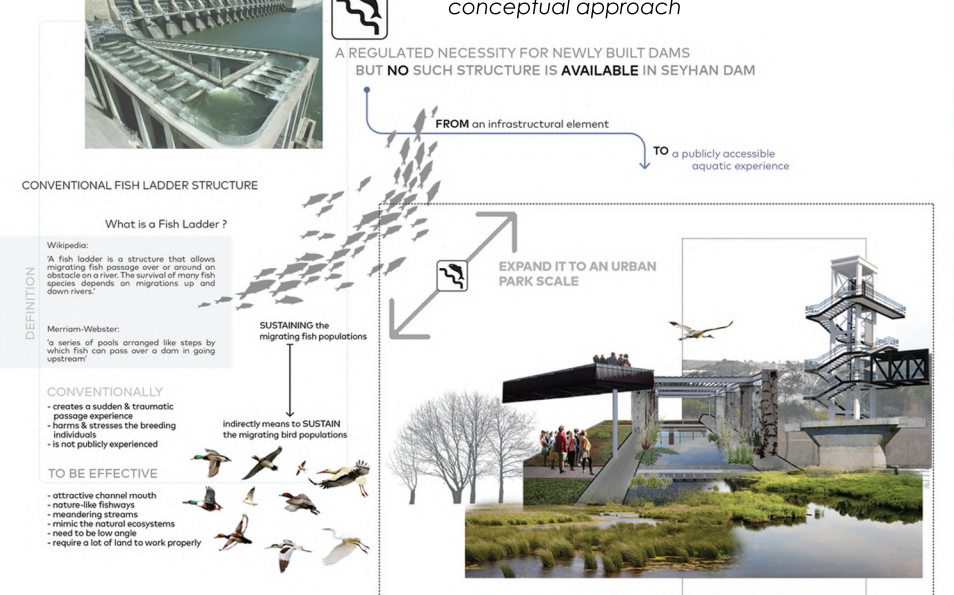 conceptual approach
A REGULATED NECESSITY FOR NEWLY BUILT DAMS
BUT NO SUCH STRUCTURE IS AVAILABLE IN SEYHAN DAM
FROM an infrastructural element
TO a publicly accessible
aquatic experience
CONVENTIONAL FISH LADDER STRUCTURE
What is a Fish Ladder ?
DEFINITION
Wikipedia:
'A fish ladder is a structure that allows
migrating fish passage over or around an
obstacle on a river. The survival of many fish
species depends on migrations up and
down rivers.'
Merriam-Webster:
'a series of pools arranged like steps by
which fish can pass over a dam in going
upstream'
CONVENTIONALLY
- creates a sudden & traumatic
passage experience
- harms & stresses the breeding
individuals
- is not publicly experienced
TO BE EFFECTIVE
- attractive channel mouth
- nature-like fishways
- meandering streams
- mimic the natural ecosystems
- need to be low angle
- require a lot of land to work properly
SUSTAINING the
migrating fish populations
indirectly means to SUSTAIN
the migrating bird populations
EXPAND IT TO AN URBAN
PARK SCALE